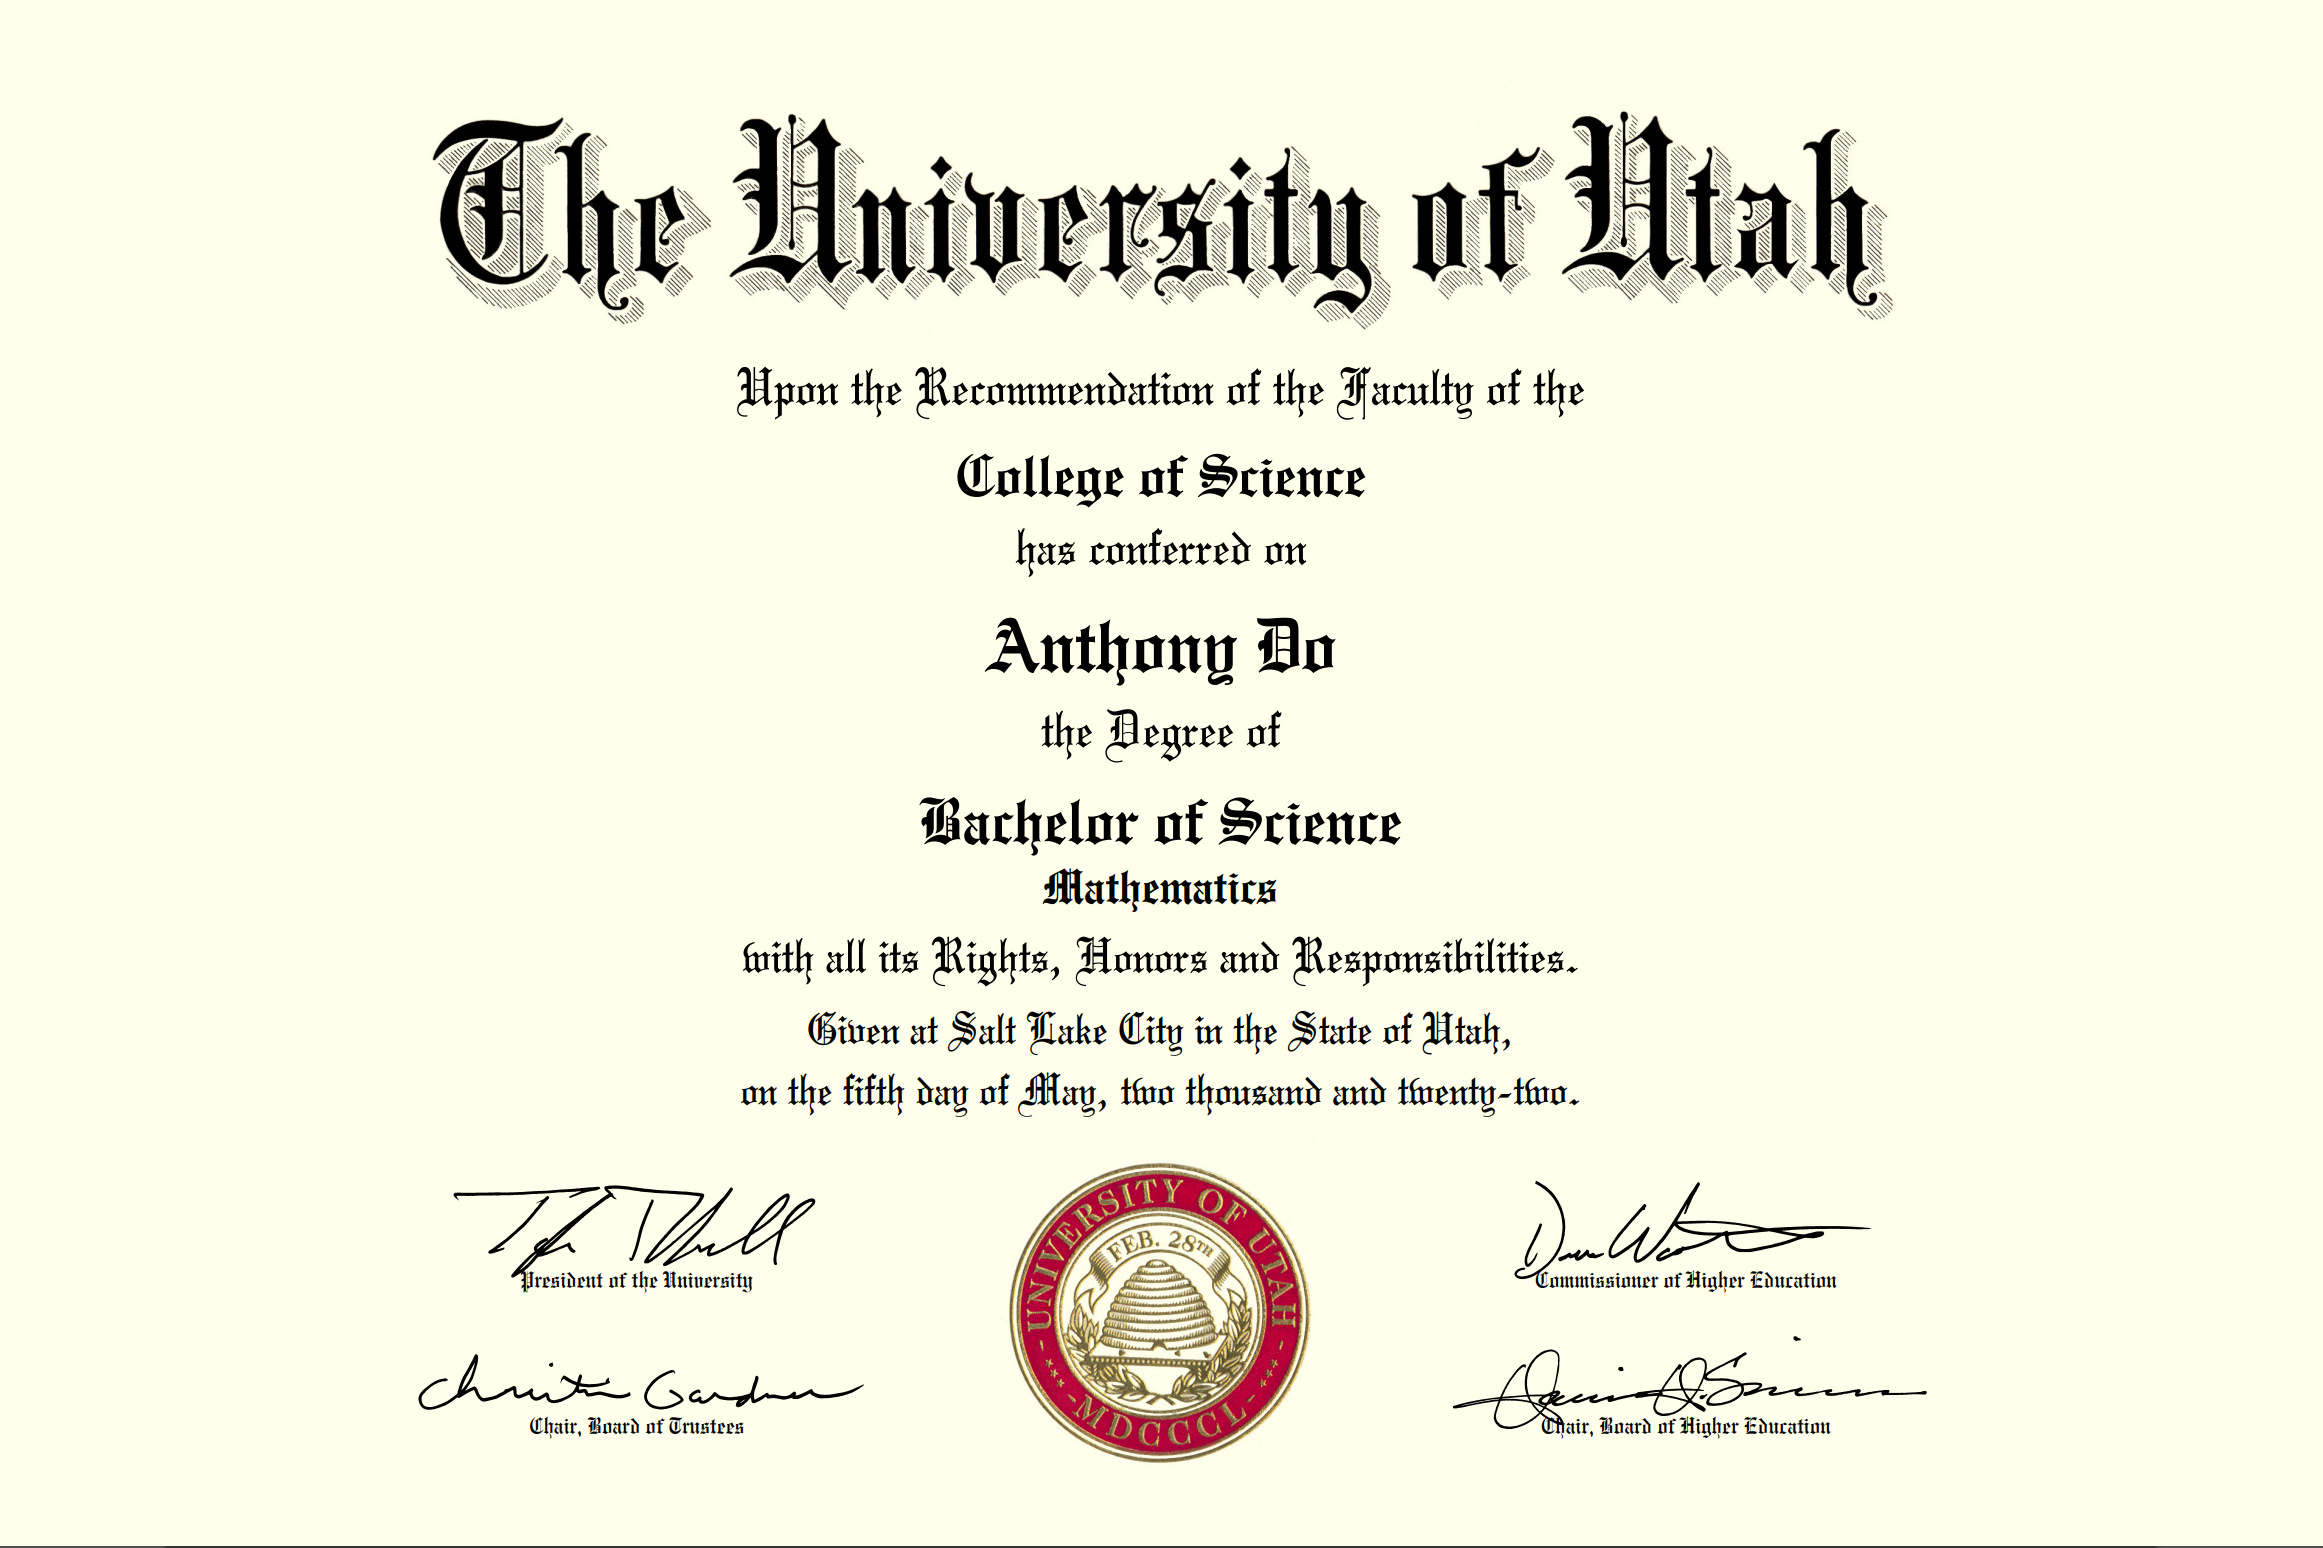 The University of Utah
Upon the Recommendation of the Faculty of the
College of Science
has conferred on
Anthony Do
the Degree of
Bachelor of Science
Mathematics
with all its Rights, Honors and Responsibilities.
Given at Salt Lake City in the State of Utah,
on the fifth day of May, two thousand and twenty-two.
President of the University
Commissioner of Higher Education
UNIVERSITY OF UTAH
FEB. 28TH
MDCCCL
Christian Gardner
Chair, Board of Trustees
Chair, Board of Higher Education